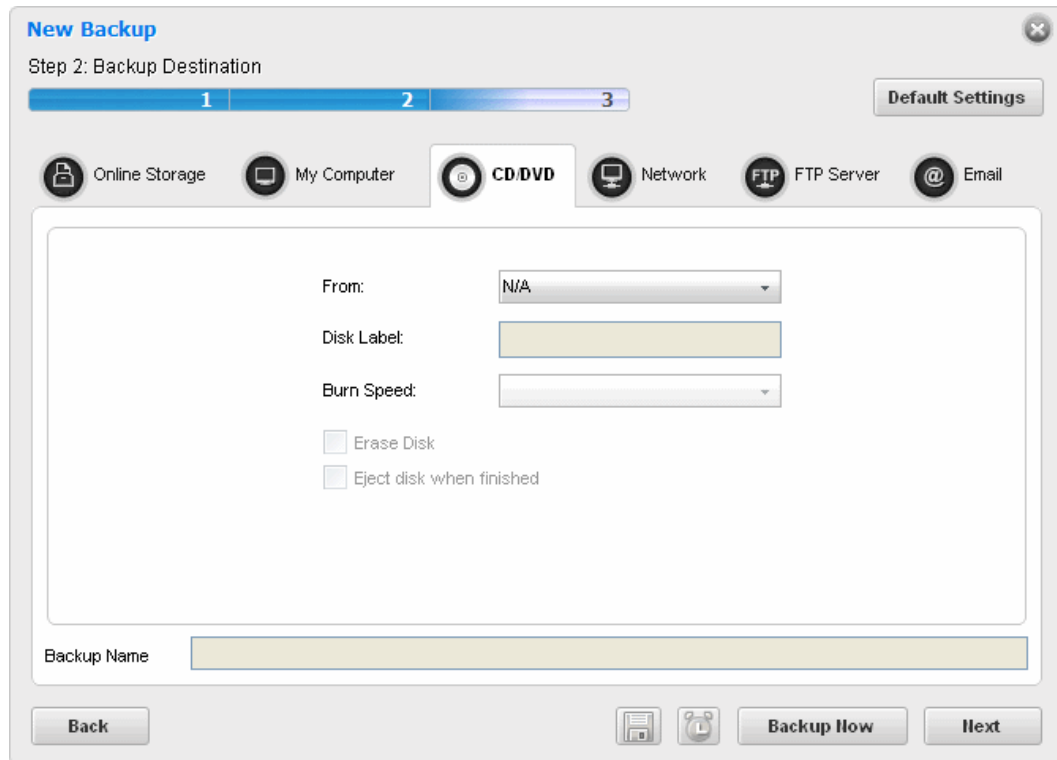 New Backup
Step 2: Backup Destination
1 2 3
Default Settings
Online Storage My Computer CD/DVD Network FTP FTP Server @ Email
From: N/A
Disk Label:
Burn Speed:
Erase Disk
Eject disk when finished
Backup Name
Back Backup Now Next